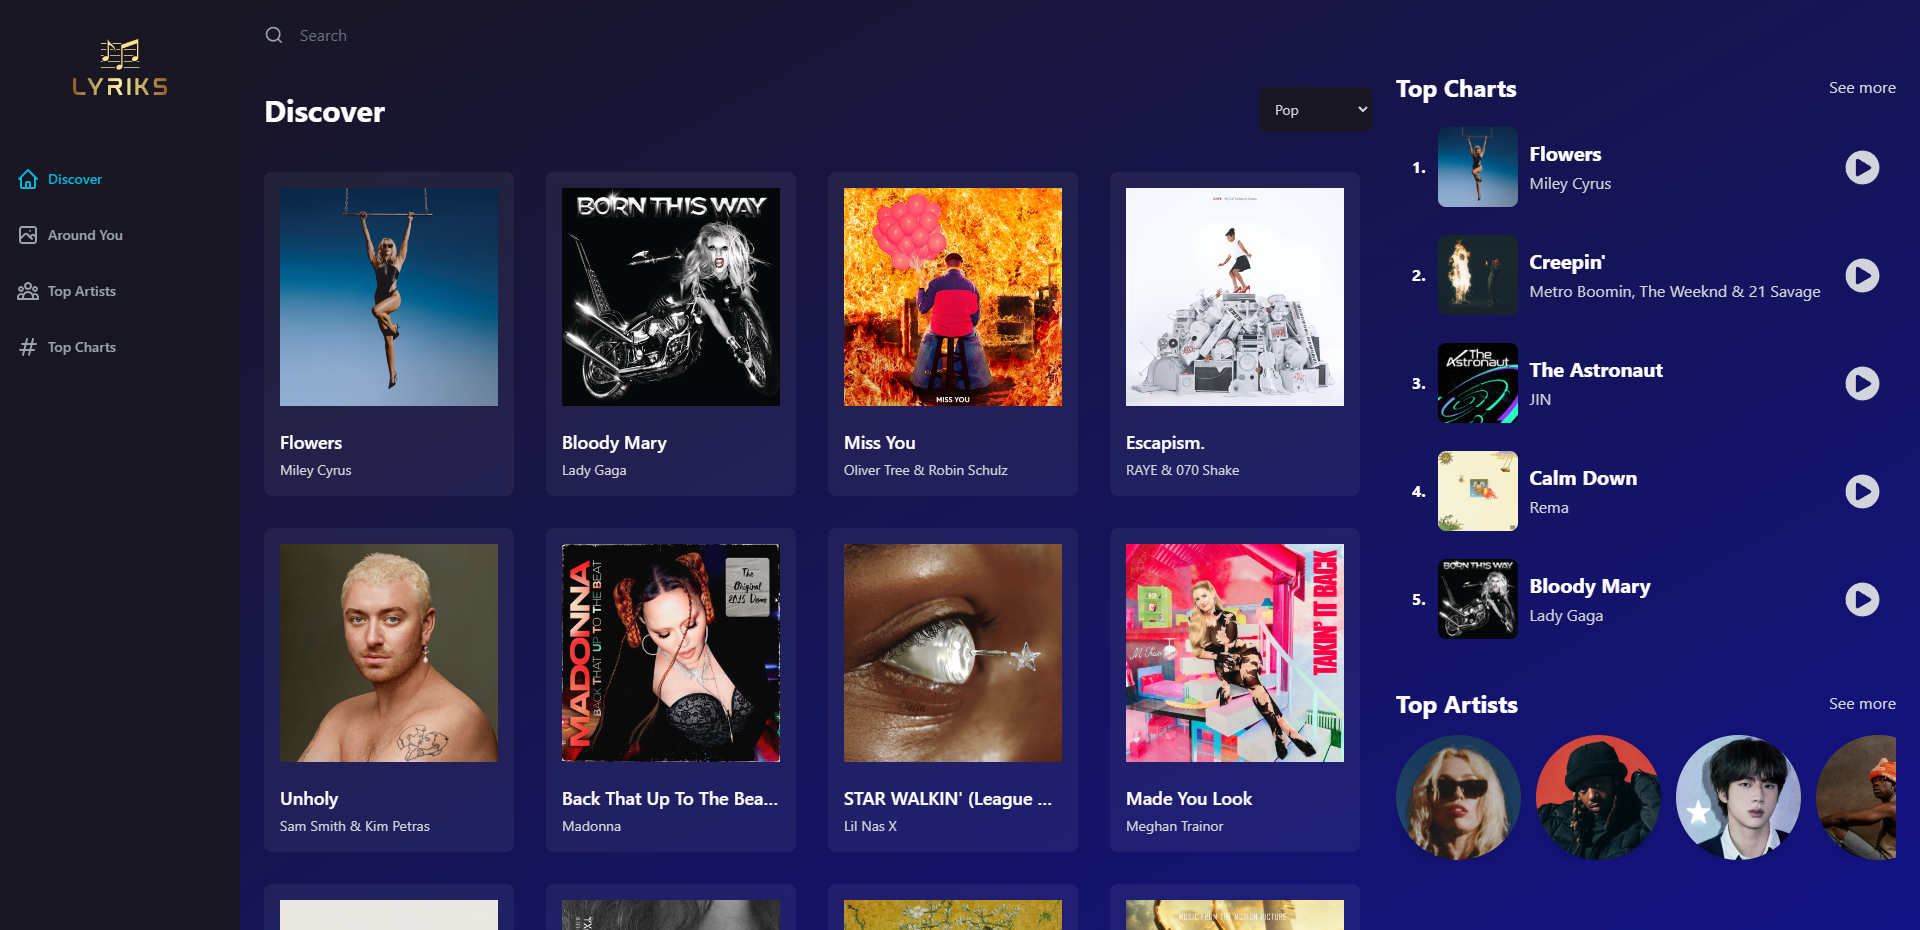 LYRIKS
Discover
Around You
Top Artists
Top Charts
Search
Discover
Pop
BORN THIS WAY
MISS YOU
Flowers
Miley Cyrus
Bloody Mary
Lady Gaga
Miss You
Oliver Tree & Robin Schulz
Escapism.
RAYE & 070 Shake
MADONNA
BACK THAT UP TO THE BEAT
The
Original
2015 Demo
TAKIN' IT BACK
Unholy
Sam Smith & Kim Petras
Back That Up To The Bea...
Madonna
STAR WALKIN' (League ...
Lil Nas X
Made You Look
Meghan Trainor
MUSIC FROM THE MOTION PICTURE
Top Charts
See more
1.
Flowers
Miley Cyrus
2.
Creepin'
Metro Boomin, The Weeknd & 21 Savage
3.
The
Astronaut
The Astronaut
JIN
4.
Calm Down
Rema
5.
BORN THIS WAY
Bloody Mary
Lady Gaga
Top Artists
See more